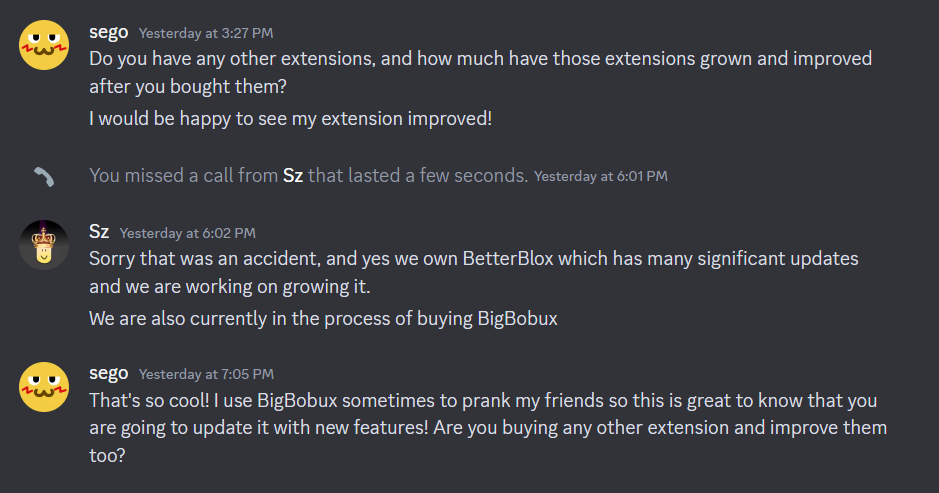 sego Yesterday at 3:27 PM
Do you have any other extensions, and how much have those extensions grown and improved
after you bought them?
I would be happy to see my extension improved!
You missed a call from Sz that lasted a few seconds. Yesterday at 6:01 PM
Sz Yesterday at 6:02 PM
Sorry that was an accident, and yes we own BetterBlox which has many significant updates
and we are working on growing it.
We are also currently in the process of buying BigBobux
sego Yesterday at 7:05 PM
That's so cool! I use BigBobux sometimes to prank my friends so this is great to know that you
are going to update it with new features! Are you buying any other extension and improve them
too?